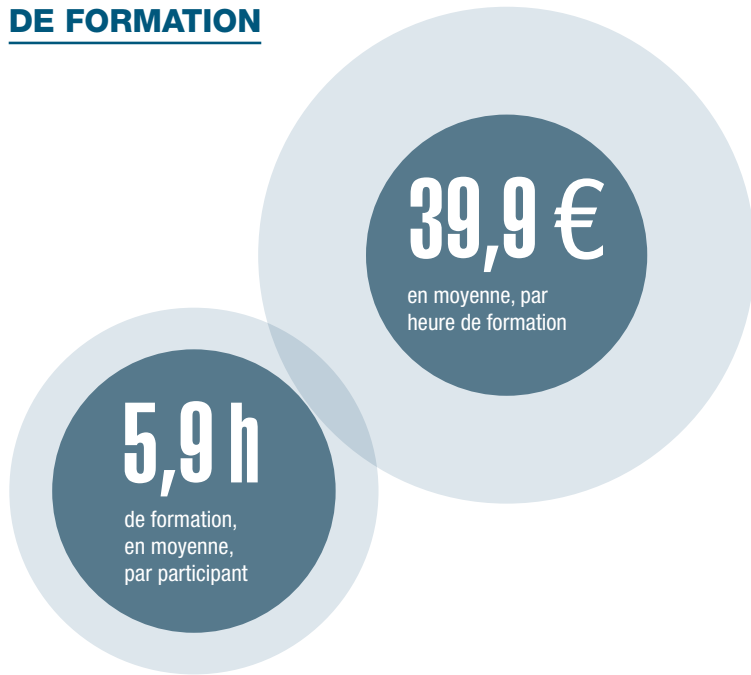 DE FORMATION
39,9 €
en moyenne, par
heure de formation
5,9 h
de formation,
en moyenne,
par participant